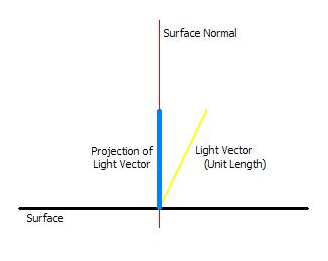 Surface Normal
Projection of
Light Vector
Light Vector
(Unit Length)
Surface